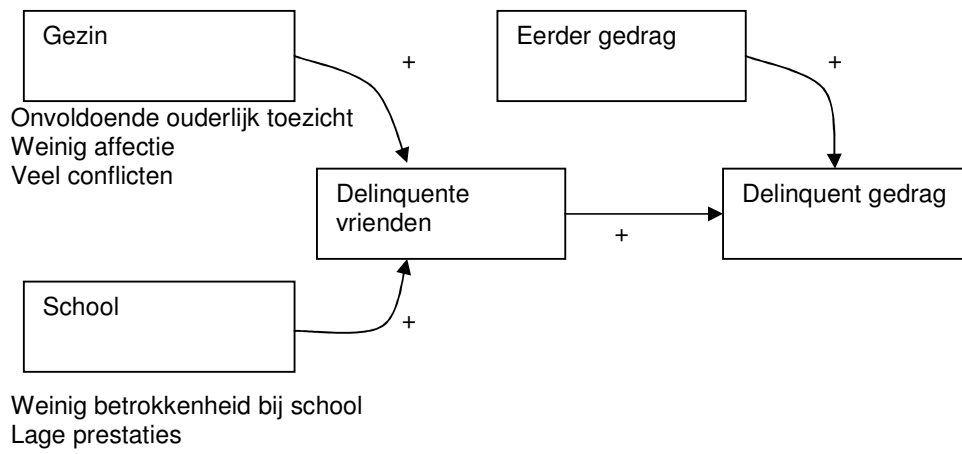 Gezin
Eerder gedrag
+
+
Onvoldoende ouderlijk toezicht
Weinig affectie
Veel conflicten
Delinquente
vrienden
Delinquent gedrag
+
School
+
Weinig betrokkenheid bij school
Lage prestaties